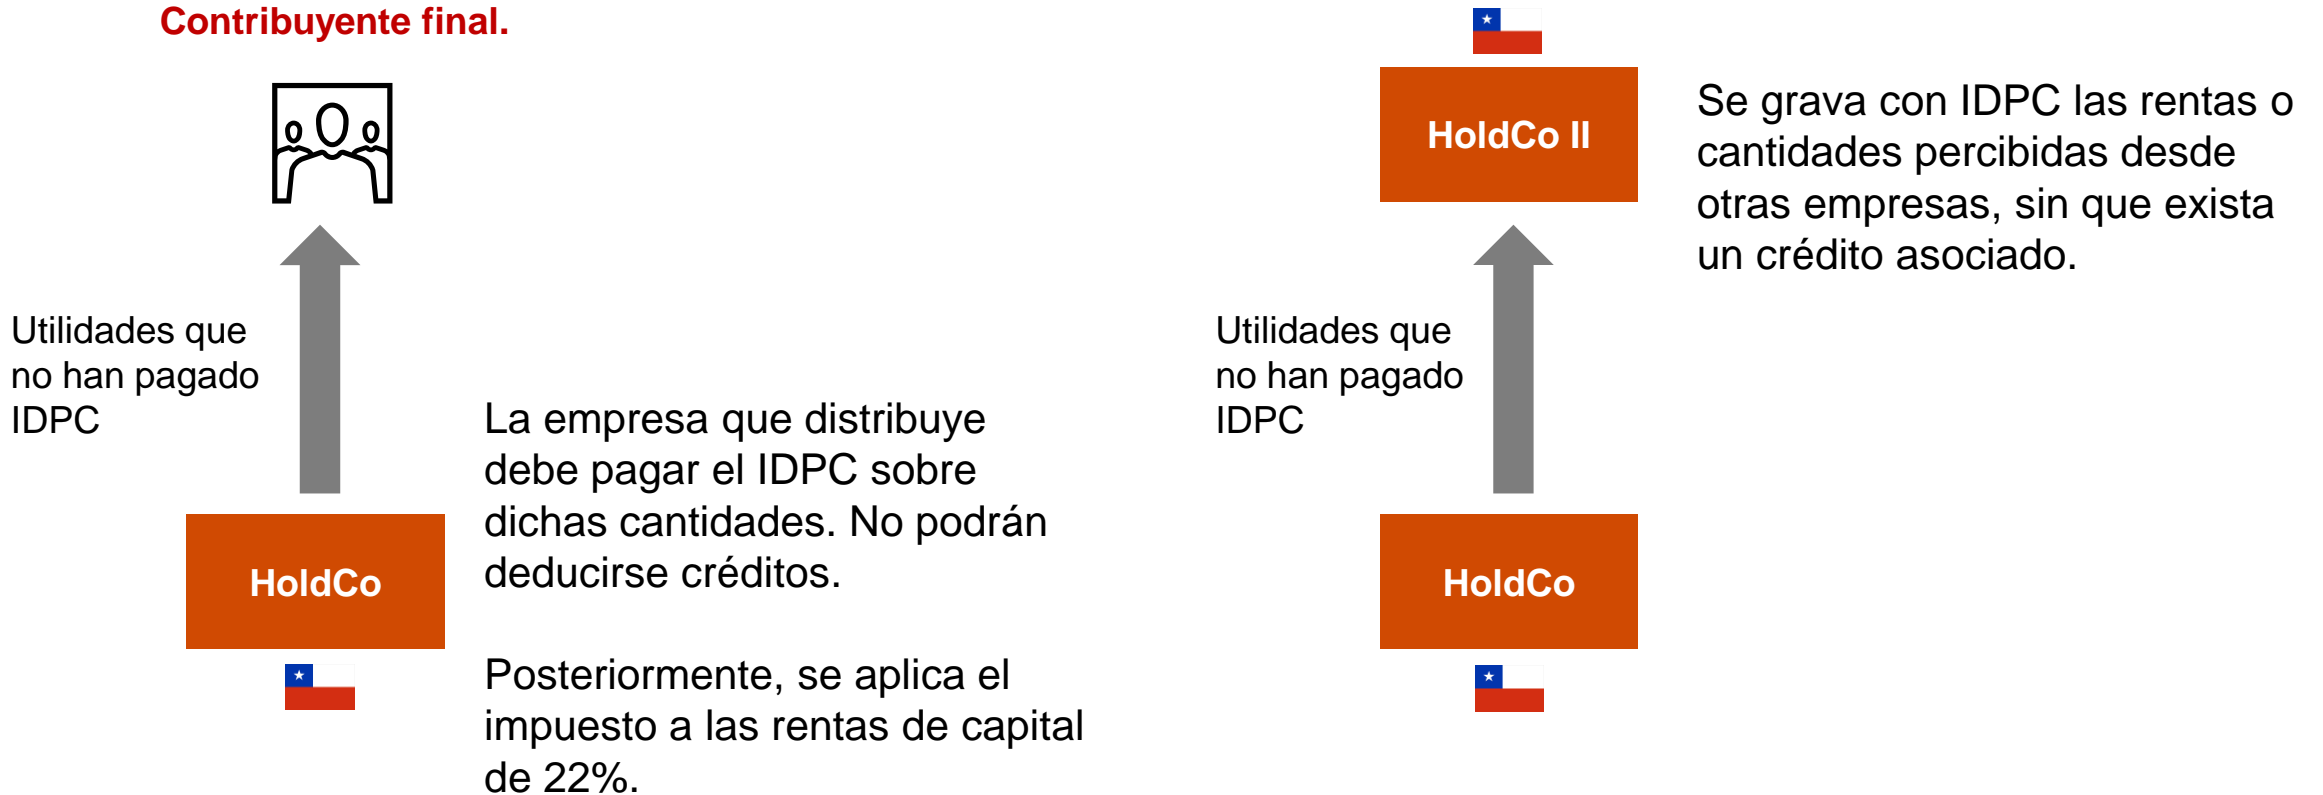 Contribuyente final.
Utilidades que
no han pagado
IDPC
La empresa que distribuye
debe pagar el IDPC sobre
dichas cantidades. No podrán
deducirse créditos.
HoldCo
Posteriormente, se aplica el
impuesto a las rentas de capital
de 22%.
HoldCo II
Se grava con IDPC las rentas o
cantidades percibidas desde
otras empresas, sin que exista
un crédito asociado.
Utilidades que
no han pagado
IDPC
HoldCo